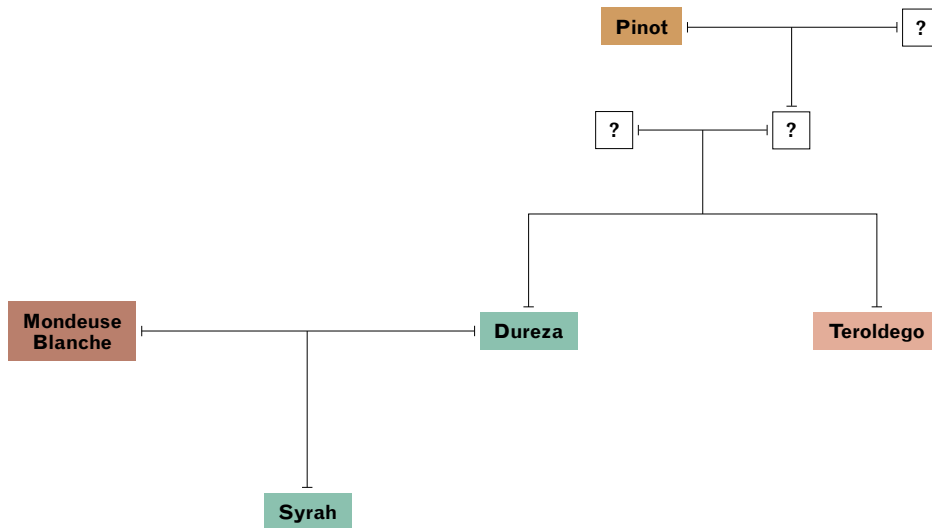 Pinot
?
?
?
Mondeuse
Blanche
Dureza
Teroldego
Syrah